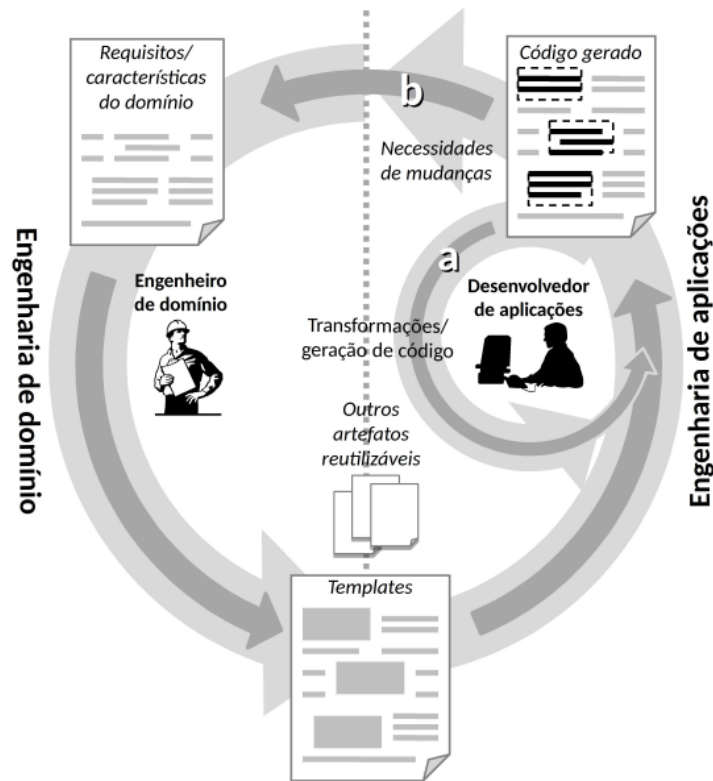 Requisitos/
características
do domínio
Código gerado
b
Necessidades
de mudanças
a
Engenharia de domínio
Engenheiro
de domínio
Desenvolvedor
de aplicações
Engenharia de aplicações
Transformações/
geração de código
Outros
artefatos
reutilizáveis
Templates